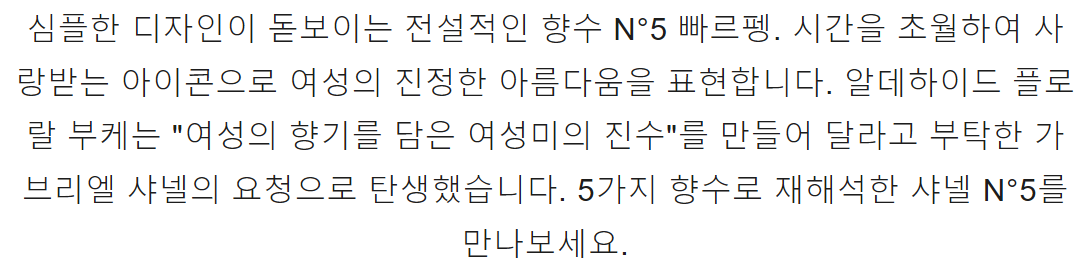 심플한 디자인이 돋보이는 전설적인 향수 N°5 빠르펭. 시간을 초월하여 사
랑받는 아이콘으로 여성의 진정한 아름다움을 표현합니다. 알데하이드 플로
랄 부케는 "여성의 향기를 담은 여성미의 진수"를 만들어 달라고 부탁한 가
브리엘 샤넬의 요청으로 탄생했습니다. 5가지 향수로 재해석한 샤넬 N°5를
만나보세요.